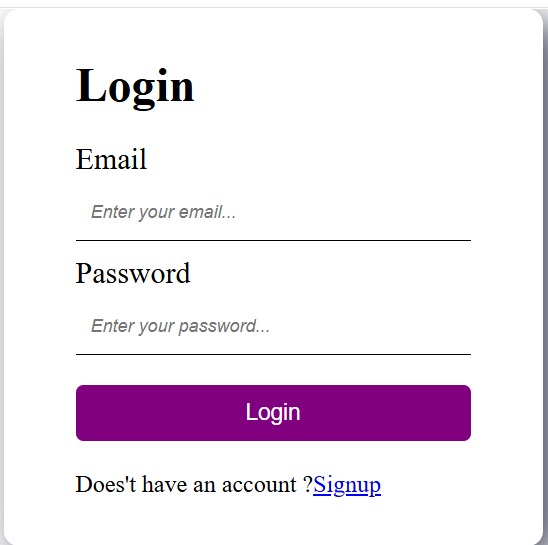 Login
Email
Enter your email...
Password
Enter your password...
Login
Does't have an account ?Signup